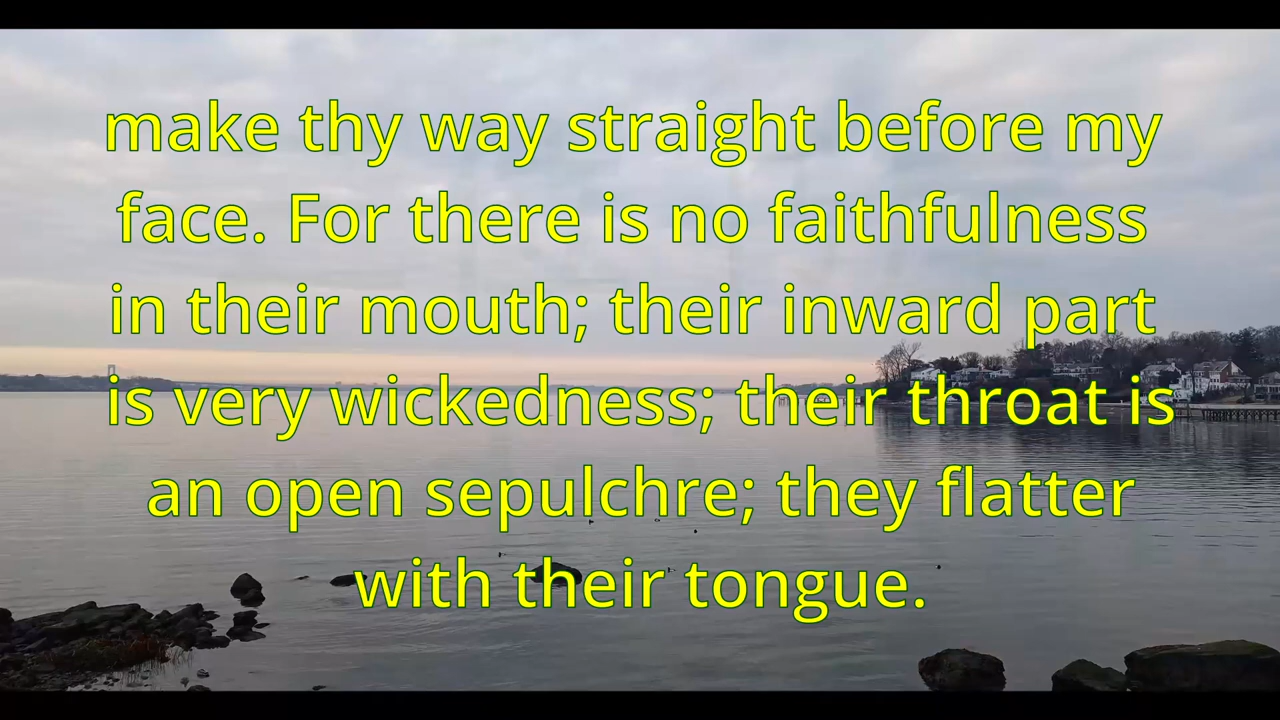 make thy way straight before my
face. For there is no faithfulness
in their mouth; their inward part
is very wickedness; their throat is
an open sepulchre; they flatter
with their tongue.